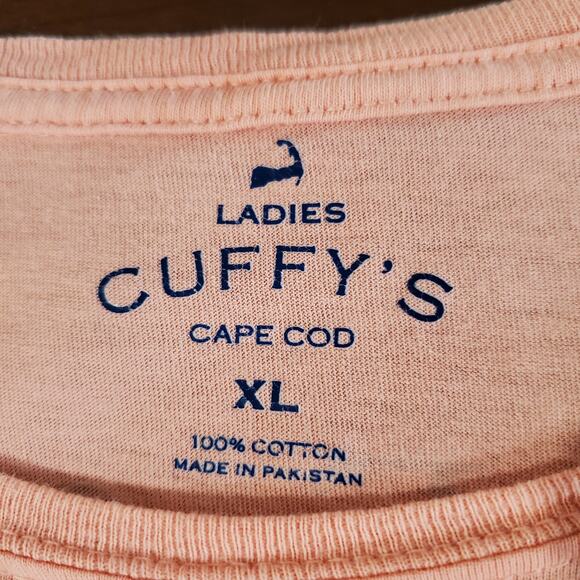 LADIES
CUFFY'S
CAPE COD
XL
100% COTTON
MADE IN PAKISTAN